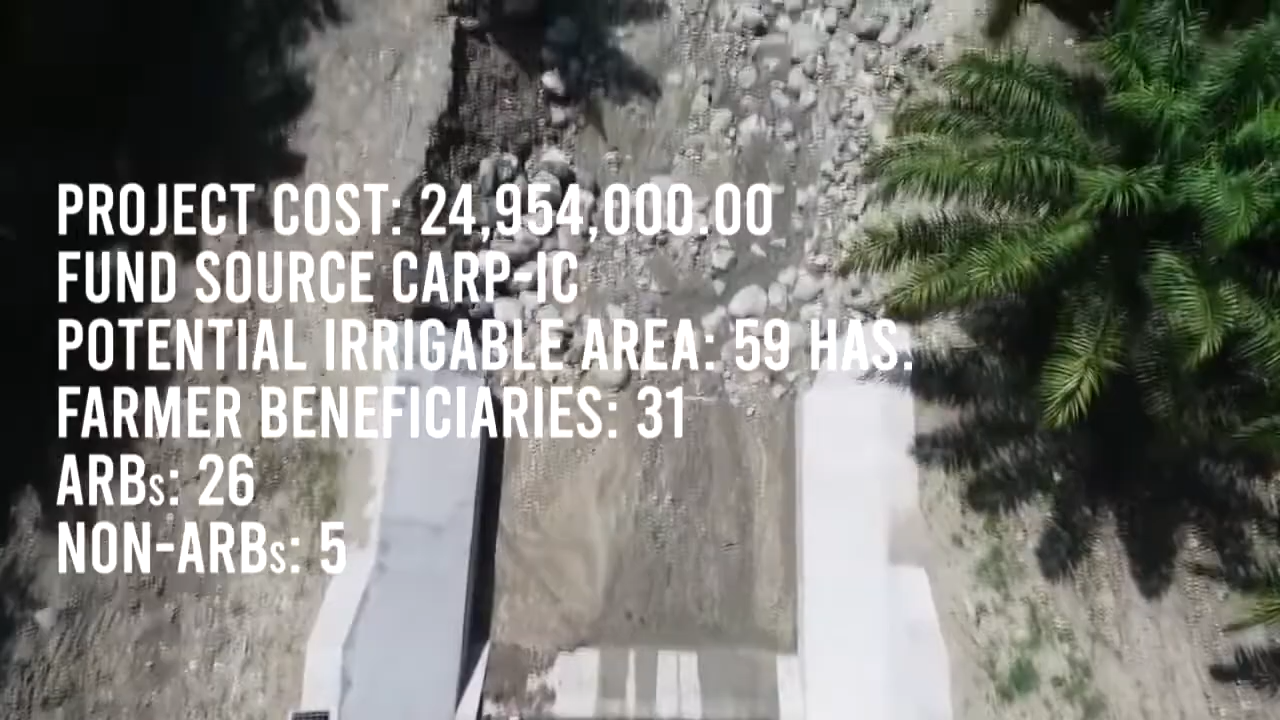 PROJECT COST: 24,954,000.00
FUND SOURCE CARP-IC
POTENTIAL IRRIGABLE AREA: 59 HAS.
FARMER BENEFICIARIES: 31
ARBs: 26
NON-ARBs: 5